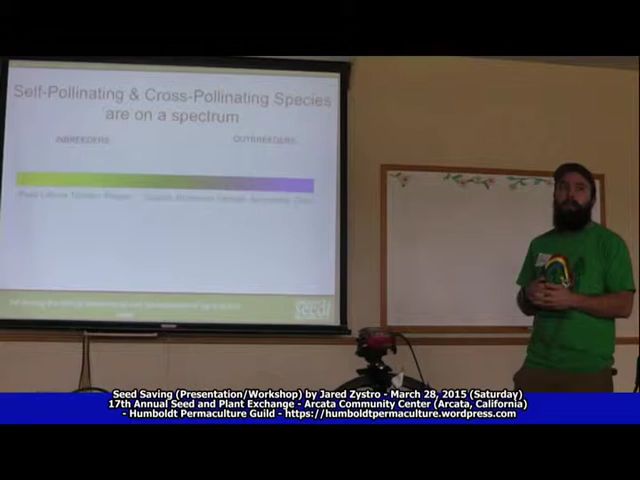 Self-Pollinating & Cross-Pollinating Species
are on a spectrum
INBREEDERS
OUTBREEDERS
seed
Seed Saving (Presentation/Workshop) by Jared Zystro - March 28, 2015 (Saturday)
17th Annual Seed and Plant Exchange - Arcata Community Center (Arcata, California)
- Humboldt Permaculture Guild - https://humboldtpermaculture.wordpress.com